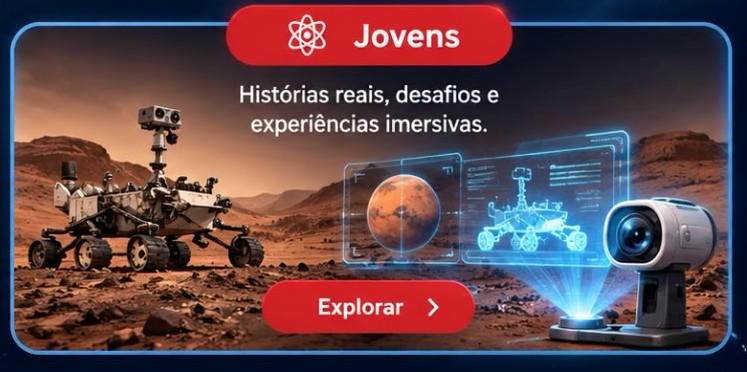 Jovens
Histórias reais, desafios e
experiências imersivas.
Explorar